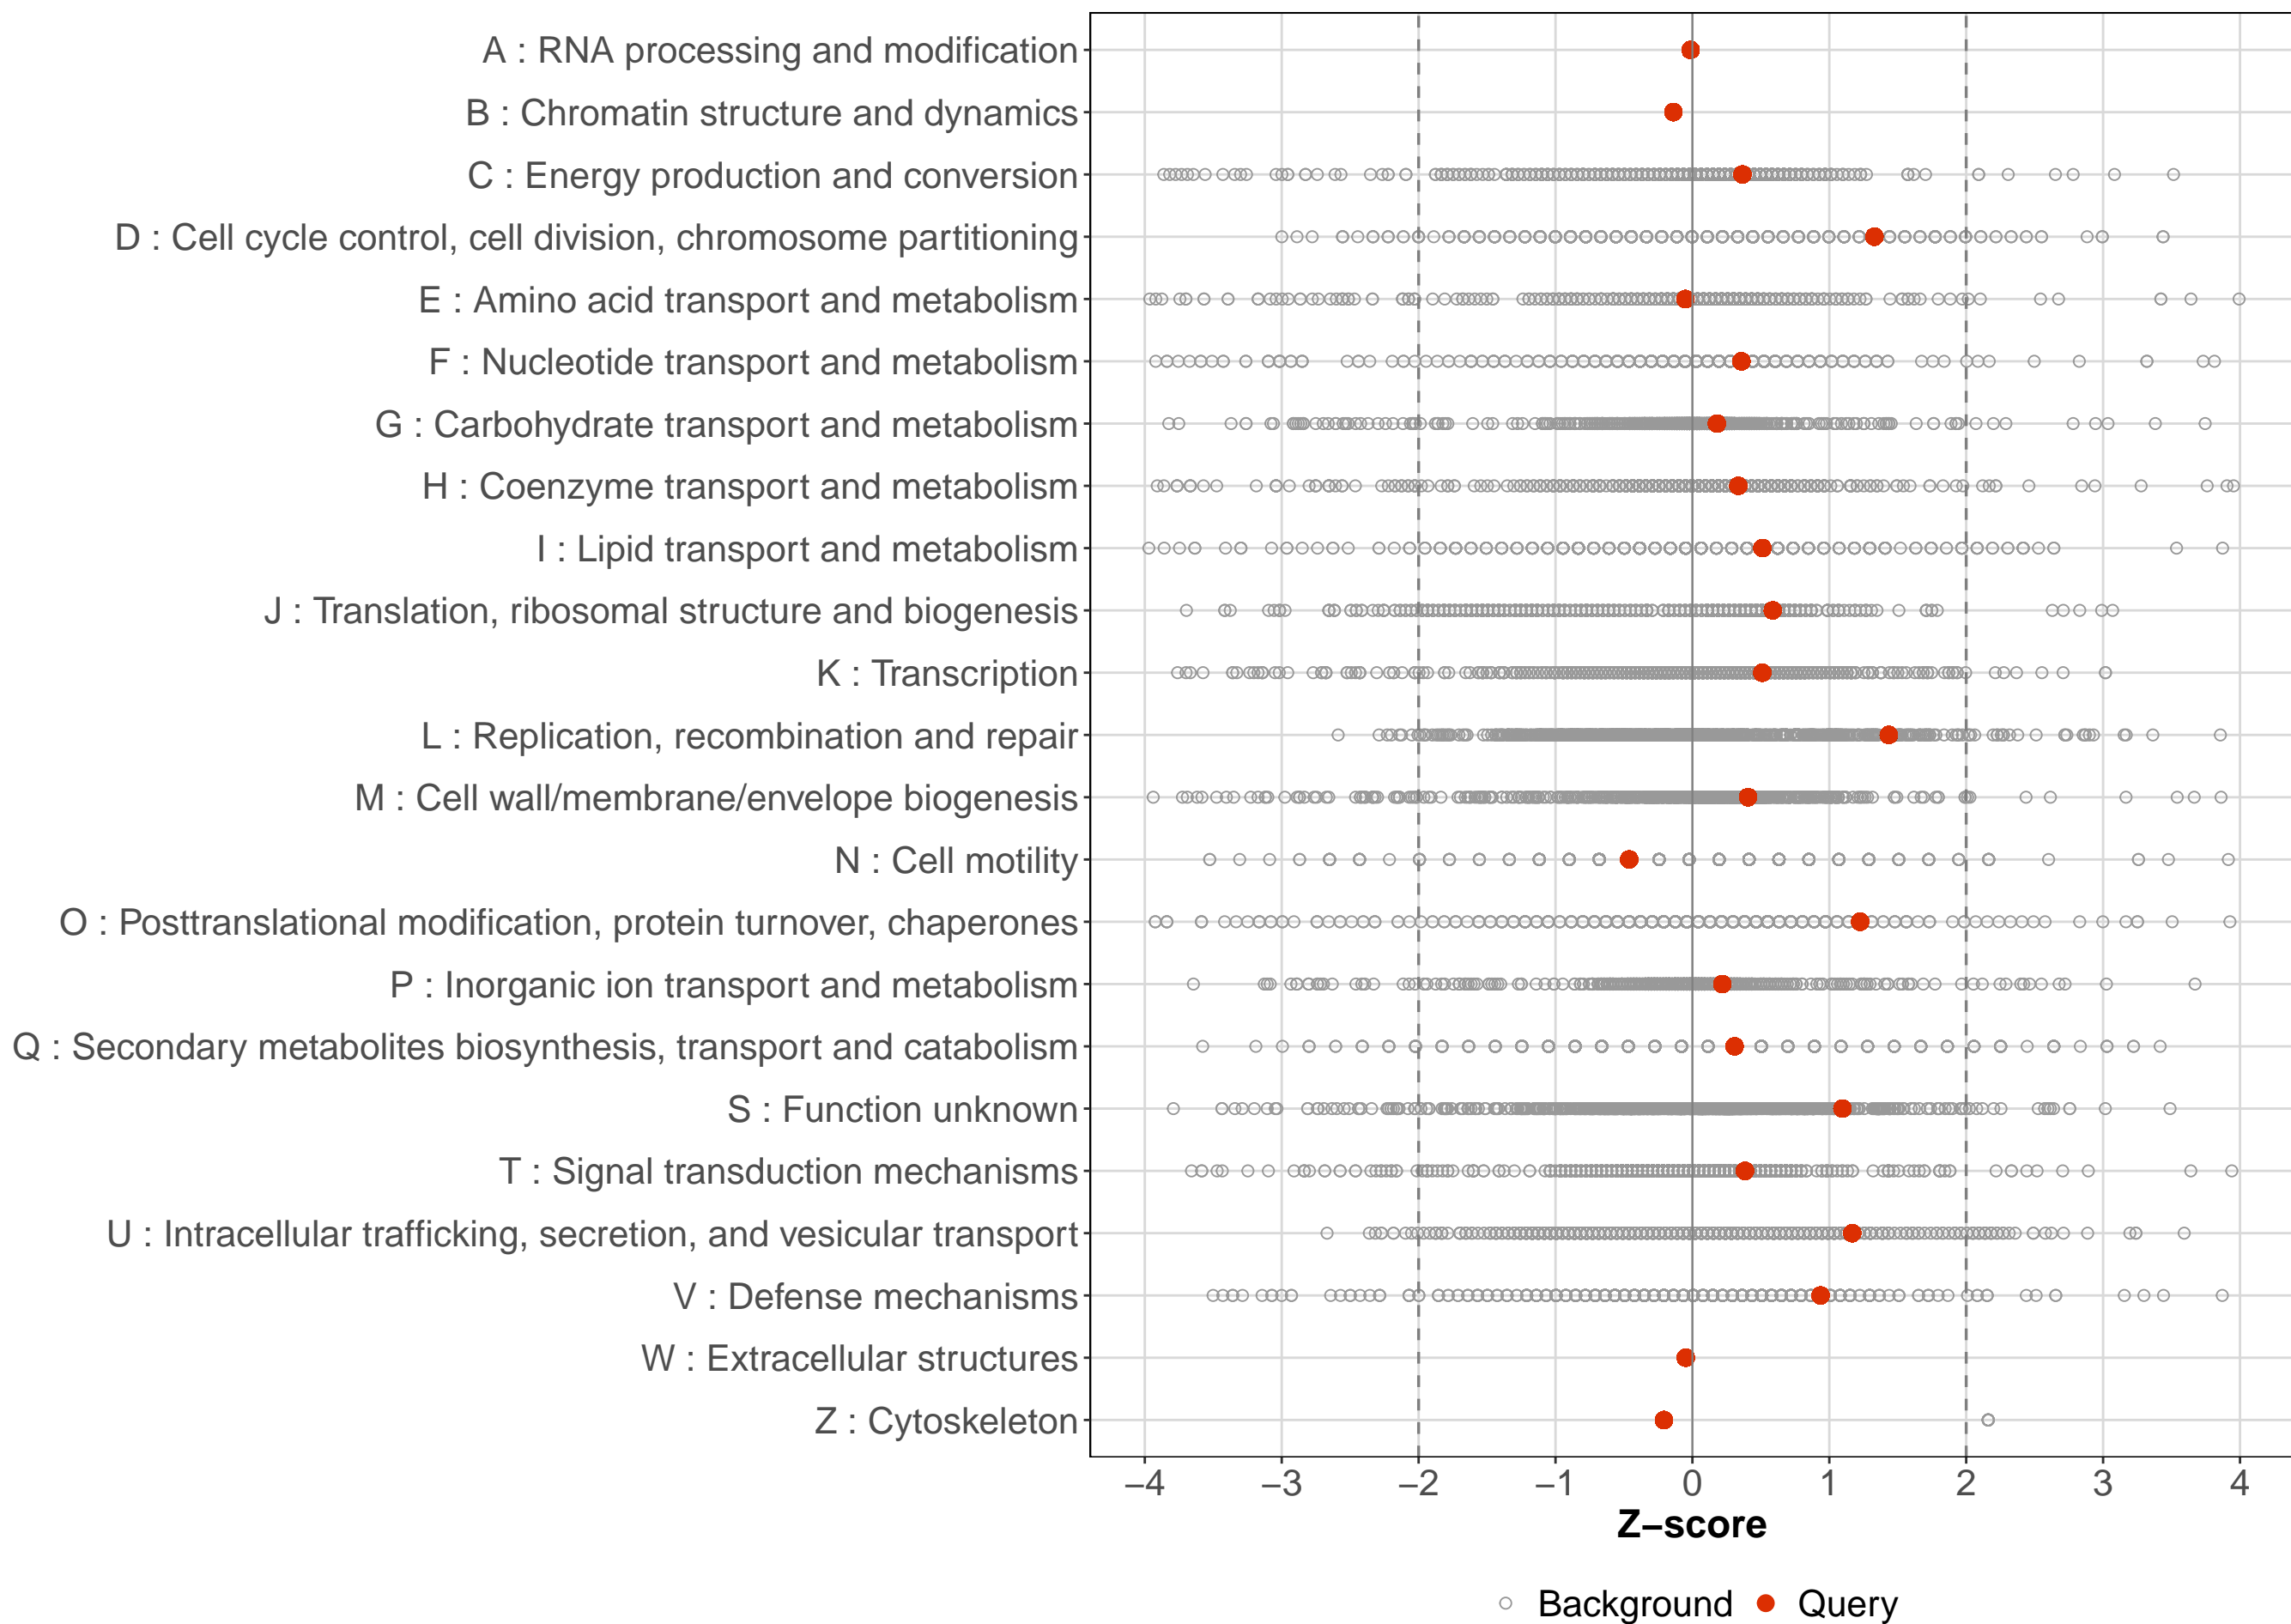 A : RNA processing and modification
B : Chromatin structure and dynamics
C : Energy production and conversion
D : Cell cycle control, cell division, chromosome partitioning
E : Amino acid transport and metabolism
F : Nucleotide transport and metabolism
G : Carbohydrate transport and metabolism
H : Coenzyme transport and metabolism
I : Lipid transport and metabolism
J : Translation, ribosomal structure and biogenesis
K : Transcription
L : Replication, recombination and repair
M : Cell wall/membrane/envelope biogenesis
N : Cell motility
O : Posttranslational modification, protein turnover, chaperones
P : Inorganic ion transport and metabolism
Q : Secondary metabolites biosynthesis, transport and catabolism
S : Function unknown
T : Signal transduction mechanisms
U : Intracellular trafficking, secretion, and vesicular transport
V : Defense mechanisms
W : Extracellular structures
Z : Cytoskeleton
−4 −3 −2 −1 0 1 2 3 4
Z−score
Background Query